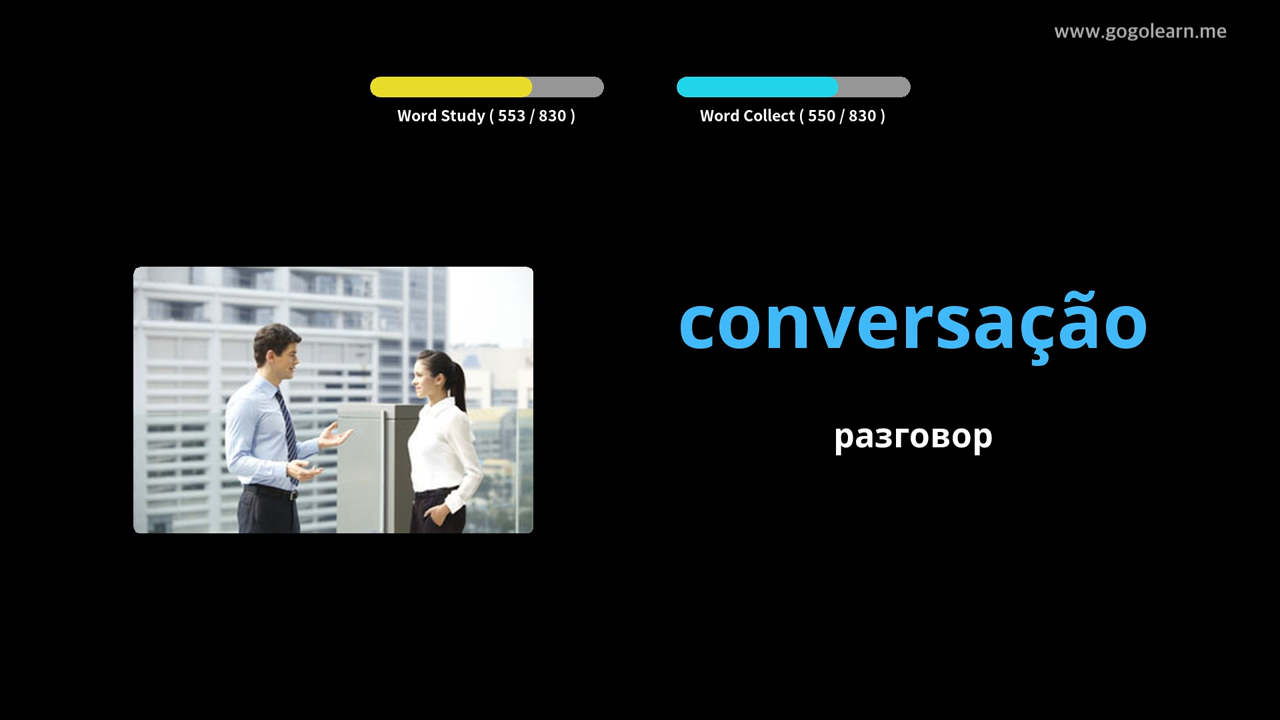 www.gogolearn.me
Word Study ( 553 / 830 )
Word Collect ( 550 / 830 )
conversação
разговор